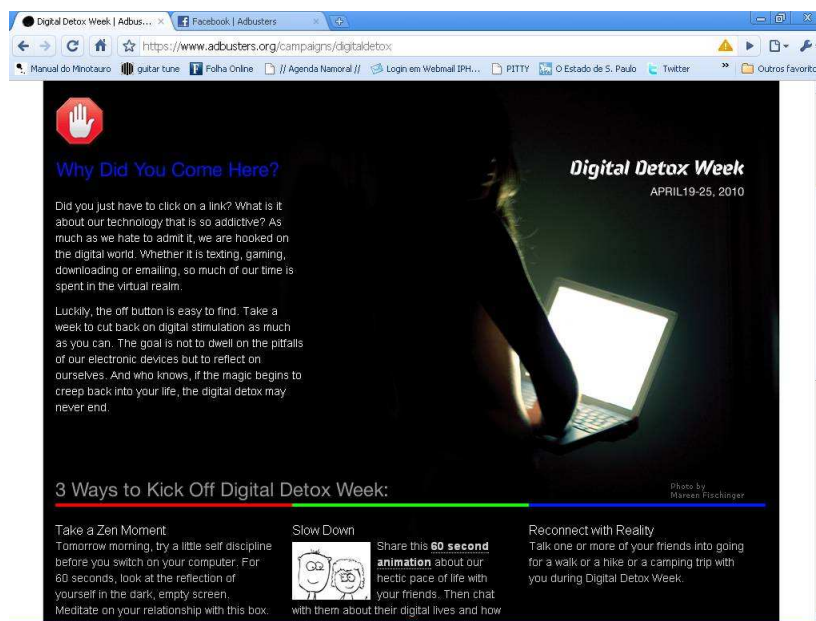 Digital Detox Week | Adbus...
Facebook | Adbusters
https://www.adbusters.org/campaigns/digitaldetox
Manual do Minotauro
guitar tune
Folha Online
// Agenda Namoral //
Login em Webmail IPH...
PITTY
O Estado de S. Paulo
Twitter
»
Outros favorito
Why Did You Come Here?
Did you just have to click on a link? What is it
about our technology that is so addictive? As
much as we hate to admit it, we are hooked on
the digital world. Whether it is texting, gaming,
downloading or emailing, so much of our time is
spent in the virtual realm.
Luckily, the off button is easy to find. Take a
week to cut back on digital stimulation as much
as you can. The goal is not to dwell on the pitfalls
of our electronic devices but to reflect on
ourselves. And who knows, if the magic begins to
creep back into your life, the digital detox may
never end.
Digital Detox Week
APRIL19-25, 2010
Photo by
Mareen Fischinger
3 Ways to Kick Off Digital Detox Week:
Take a Zen Moment
Tomorrow morning, try a little self discipline
before you switch on your computer. For
60 seconds, look at the reflection of
yourself in the dark, empty screen.
Meditate on your relationship with this box.
Slow Down
Share this 60 second
animation about our
hectic pace of life with
your friends. Then chat
with them about their digital lives and how
Reconnect with Reality
Talk one or more of your friends into going
for a walk or a hike or a camping trip with
you during Digital Detox Week.